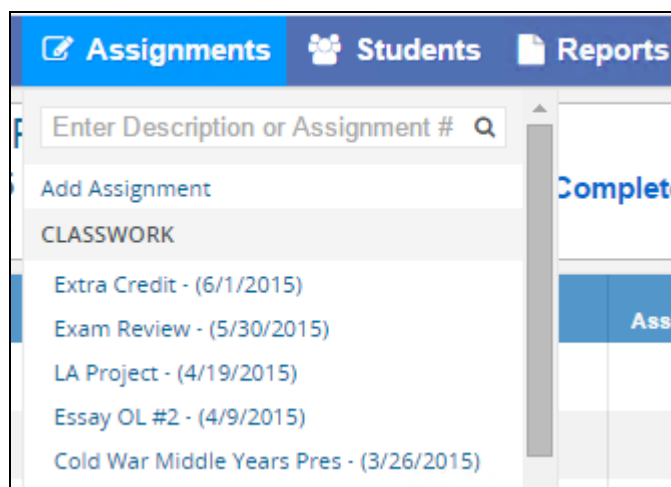 Assignments Students Reports
Enter Description or Assignment #
Add Assignment
CLASSWORK
Extra Credit - (6/1/2015)
Exam Review - (5/30/2015)
LA Project - (4/19/2015)
Essay OL #2 - (4/9/2015)
Cold War Middle Years Pres - (3/26/2015)